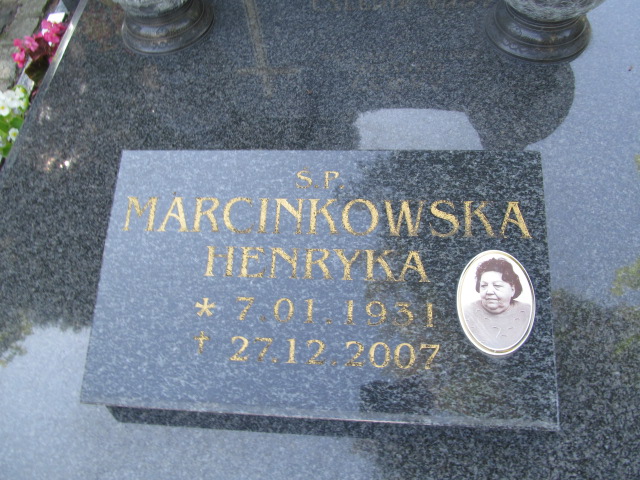 Ś.P.
MARCINKOWSKA
HENRYKA
* 7.01.1931
† 27.12.2007